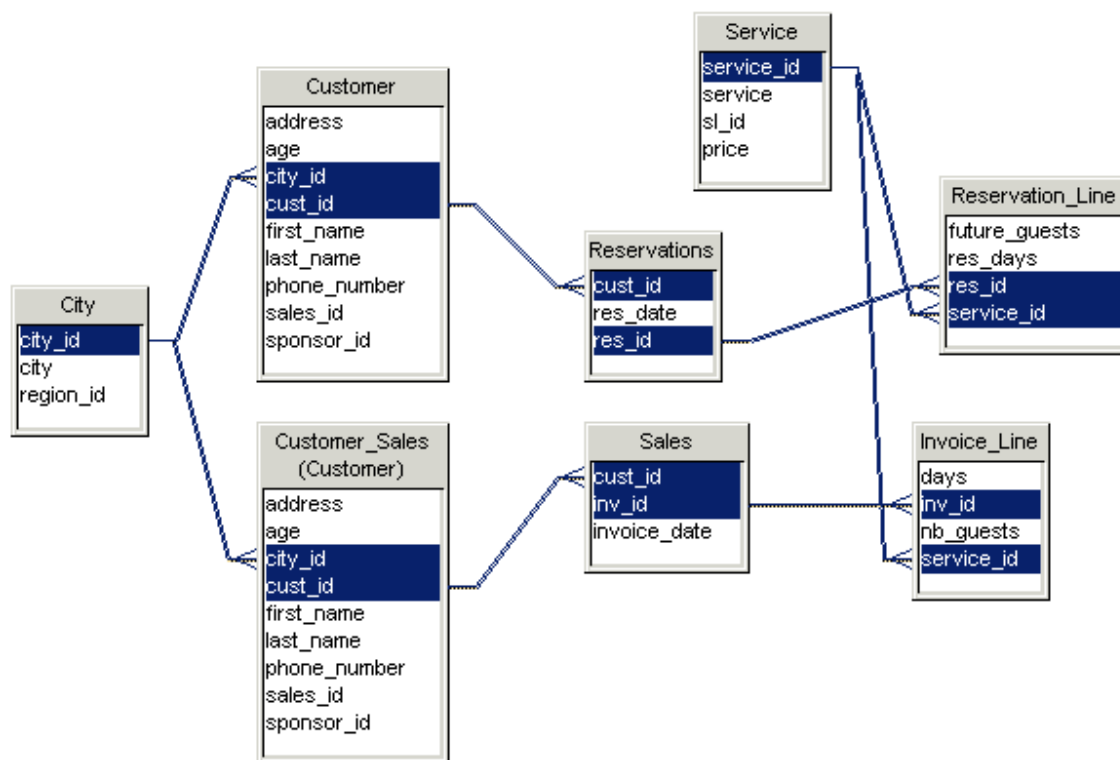 City
city_id
city
region_id
Customer
address
age
city_id
cust_id
first_name
last_name
phone_number
sales_id
sponsor_id
Customer_Sales
(Customer)
address
age
city_id
cust_id
first_name
last_name
phone_number
sales_id
sponsor_id
Reservations
cust_id
res_date
res_id
Sales
cust_id
inv_id
invoice_date
Service
service_id
service
sl_id
price
Reservation_Line
future_guests
res_days
res_id
service_id
Invoice_Line
days
inv_id
nb_guests
service_id